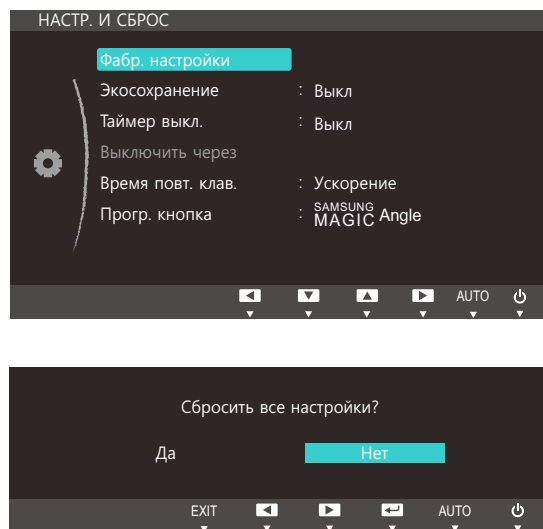 НАСТР. И СБРОС
Фабр. настройки
Экосохранение : Выкл
Таймер выкл. : Выкл
Выключить через
Время повт. клав. : Ускорение
Прогр. кнопка : SAMSUNG MAGIC Angle
AUTO
Сбросить все настройки?
Да Нет
EXIT AUTO